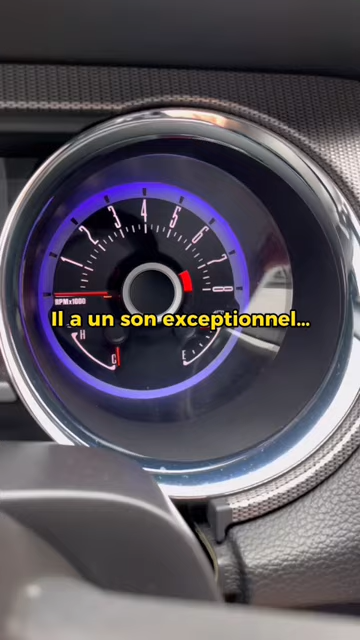 1 2 3 4 5 6 7 8
RPMx1000
Il a un son exceptionnel...
H
C
E